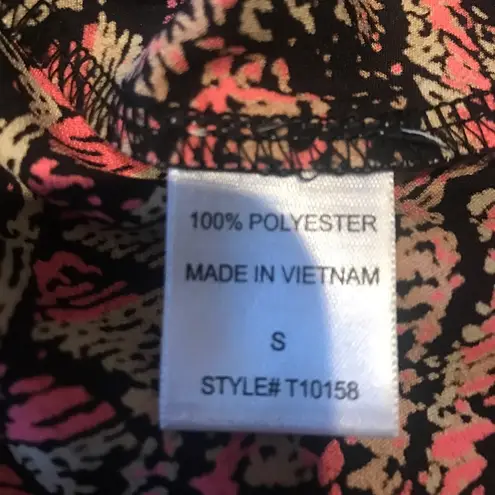 100% POLYESTER
MADE IN VIETNAM
S
STYLE# T10158